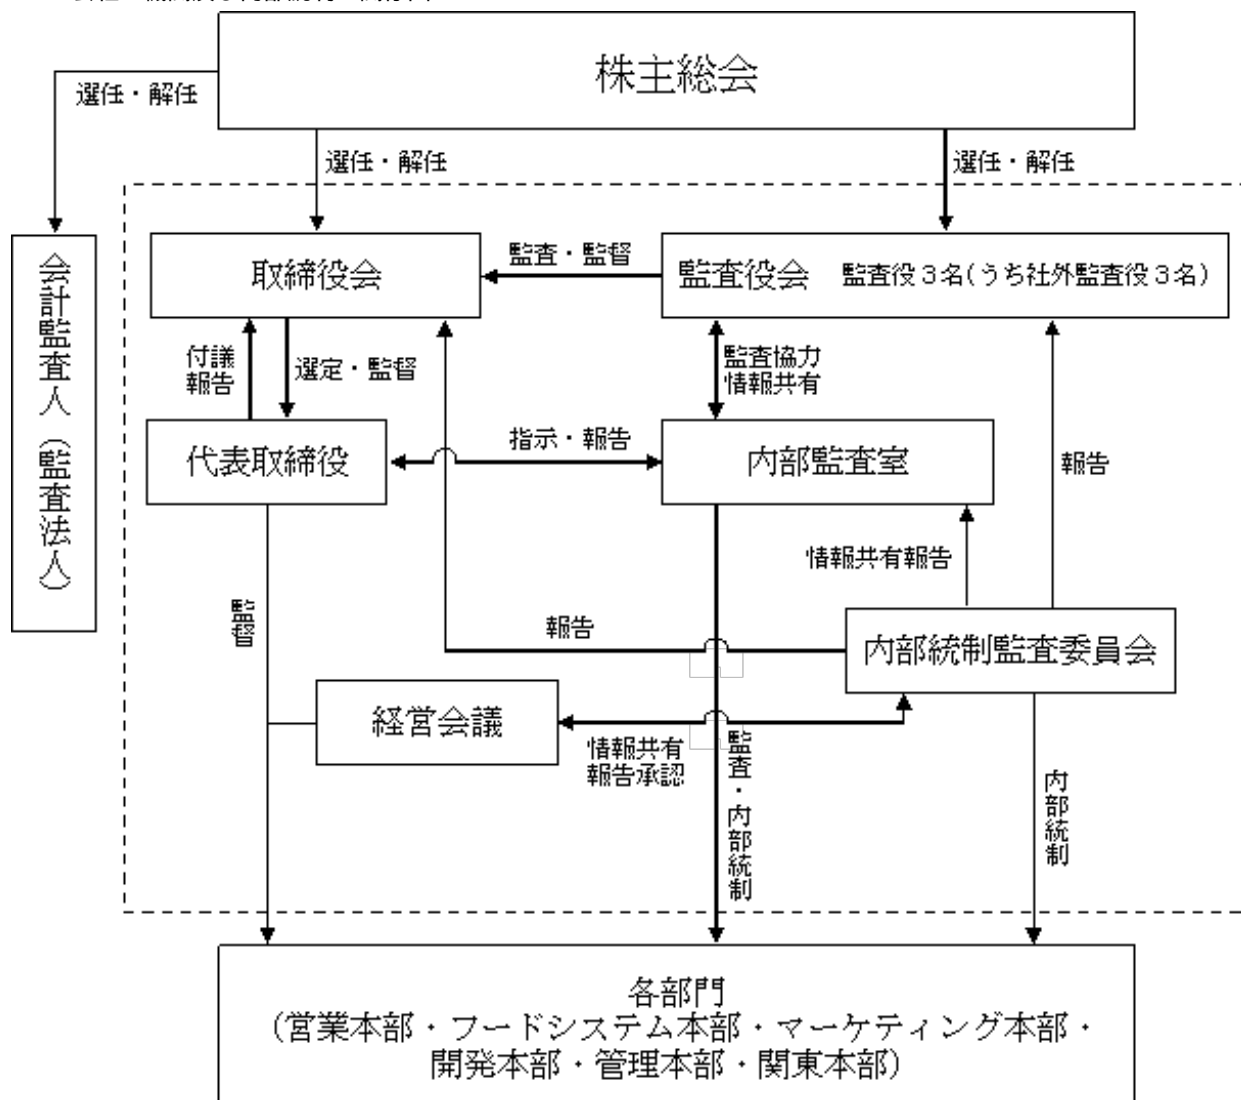 株主総会
選任・解任
選任・解任
選任・解任
会計監査人（監査法人）
取締役会
監査・監督
監査役会　監査役３名(うち社外監査役３名)
付議
報告
選定・監督
監査協力
情報共有
代表取締役
指示・報告
内部監査室
報告
情報共有報告
監督
報告
内部統制監査委員会
経営会議
情報共有
報告承認
監査・内部統制
内部統制
各部門
（営業本部・フードシステム本部・マーケティング本部・
開発本部・管理本部・関東本部）